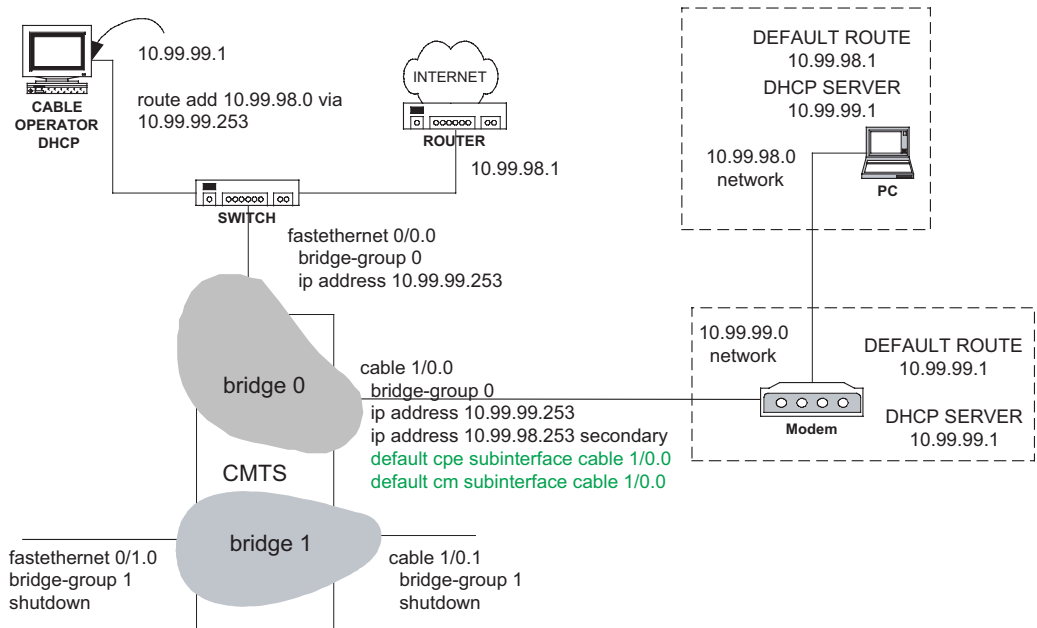 10.99.99.1
route add 10.99.98.0 via
10.99.99.253
CABLE
OPERATOR
DHCP
INTERNET
ROUTER
10.99.98.1
SWITCH
DEFAULT ROUTE
10.99.98.1
DHCP SERVER
10.99.99.1
10.99.98.0
network
PC
fastethernet 0/0.0
bridge-group 0
ip address 10.99.99.253
bridge 0
cable 1/0.0
bridge-group 0
ip address 10.99.99.253
ip address 10.99.98.253 secondary
default cpe subinterface cable 1/0.0
default cm subinterface cable 1/0.0
10.99.99.0
network
Modem
DEFAULT ROUTE
10.99.99.1
DHCP SERVER
10.99.99.1
CMTS
bridge 1
fastethernet 0/1.0
bridge-group 1
shutdown
cable 1/0.1
bridge-group 1
shutdown